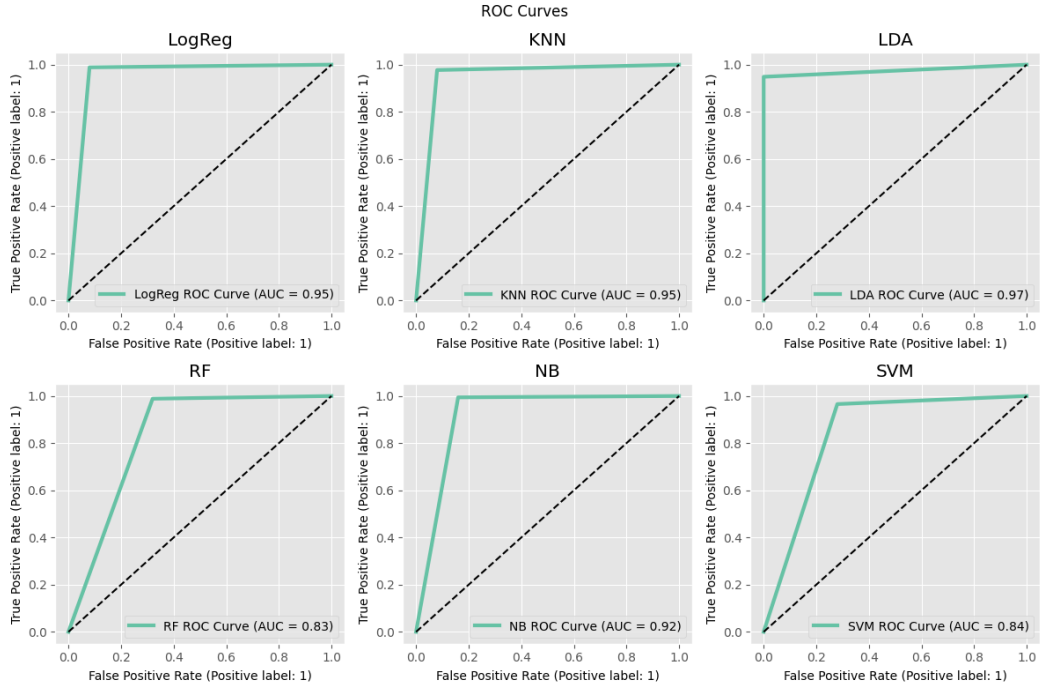 ROC Curves
LogReg
True Positive Rate (Positive label: 1)
1.0
0.8
0.6
0.4
0.2
0.0
LogReg ROC Curve (AUC = 0.95)
0.0 0.2 0.4 0.6 0.8 1.0
False Positive Rate (Positive label: 1)
KNN
True Positive Rate (Positive label: 1)
1.0
0.8
0.6
0.4
0.2
0.0
KNN ROC Curve (AUC = 0.95)
0.0 0.2 0.4 0.6 0.8 1.0
False Positive Rate (Positive label: 1)
LDA
True Positive Rate (Positive label: 1)
1.0
0.8
0.6
0.4
0.2
0.0
LDA ROC Curve (AUC = 0.97)
0.0 0.2 0.4 0.6 0.8 1.0
False Positive Rate (Positive label: 1)
RF
True Positive Rate (Positive label: 1)
1.0
0.8
0.6
0.4
0.2
0.0
RF ROC Curve (AUC = 0.83)
0.0 0.2 0.4 0.6 0.8 1.0
False Positive Rate (Positive label: 1)
NB
True Positive Rate (Positive label: 1)
1.0
0.8
0.6
0.4
0.2
0.0
NB ROC Curve (AUC = 0.92)
0.0 0.2 0.4 0.6 0.8 1.0
False Positive Rate (Positive label: 1)
SVM
True Positive Rate (Positive label: 1)
1.0
0.8
0.6
0.4
0.2
0.0
SVM ROC Curve (AUC = 0.84)
0.0 0.2 0.4 0.6 0.8 1.0
False Positive Rate (Positive label: 1)